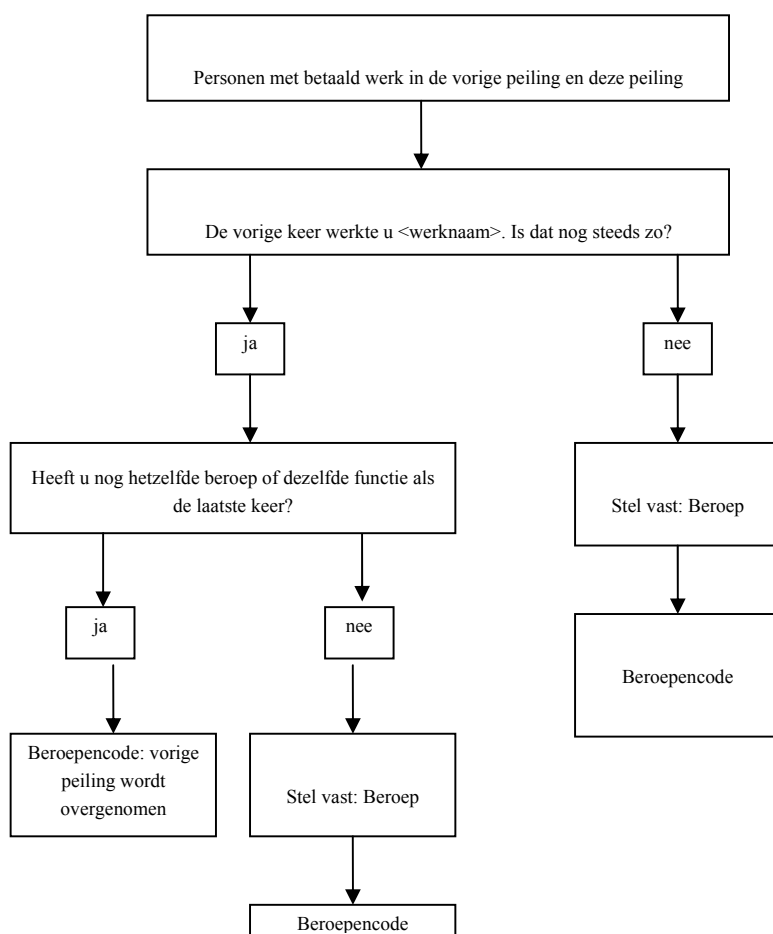 Personen met betaald werk in de vorige peiling en deze peiling
De vorige keer werkte u <werknaam>. Is dat nog steeds zo?
ja
nee
Heeft u nog hetzelfde beroep of dezelfde functie als
de laatste keer?
Stel vast: Beroep
ja
nee
Beroepencode
Beroepencode: vorige
peiling wordt
overgenomen
Stel vast: Beroep
Beroepencode